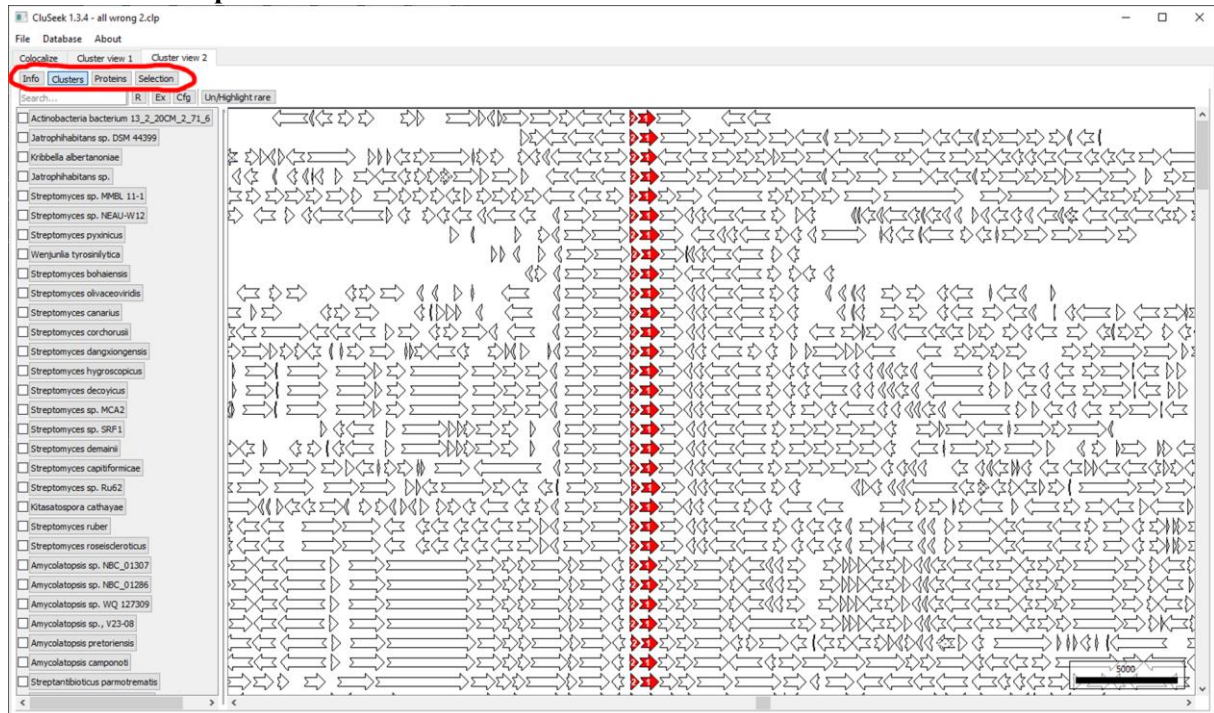 CluSeek 1.3.4 - all wrong 2.clp
File Database About
Colocalize Cluster view 1 Cluster view 2
Info Clusters Proteins Selection
Search... R Ex Cfg Un/Highlight rare
Actinobacteria bacterium 13_2_20CM_2_71_6
Jatrophihabitans sp. DSM 44399
Kribbella albertanoniae
Jatrophihabitans sp.
Streptomyces sp. MMBL 11-1
Streptomyces sp. NEAU-W12
Streptomyces pyxinicus
Wenjunlia tyrosinilytica
Streptomyces bohaiensis
Streptomyces olivaceoviridis
Streptomyces canarius
Streptomyces corchorusii
Streptomyces dangxiongensis
Streptomyces hygroscopicus
Streptomyces decoyicus
Streptomyces sp. MCA2
Streptomyces sp. SRF1
Streptomyces demainii
Streptomyces capitiformicae
Streptomyces sp. Ru62
Kitasatospora cathayae
Streptomyces ruber
Streptomyces roseiscleroticus
Amycolatopsis sp. NBC_01307
Amycolatopsis sp. NBC_01286
Amycolatopsis sp. WQ 127309
Amycolatopsis sp., V23-08
Amycolatopsis pretoriensis
Amycolatopsis camponoti
Streptantibioticus parmotrematis
5000